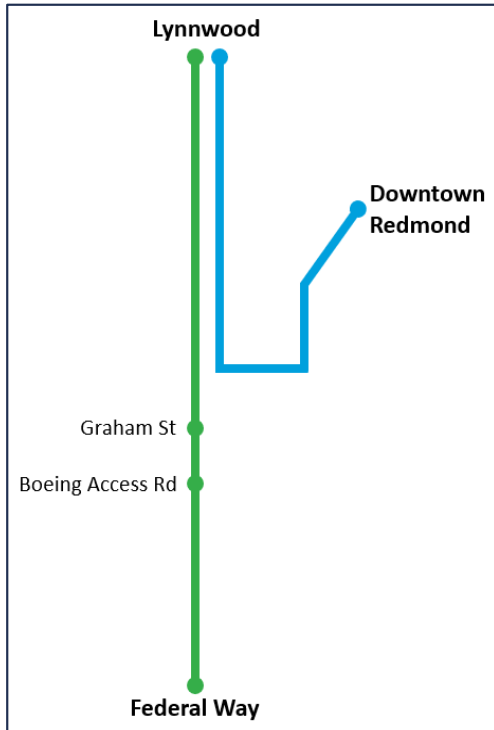 Lynnwood
Downtown
Redmond
Graham St
Boeing Access Rd
Federal Way